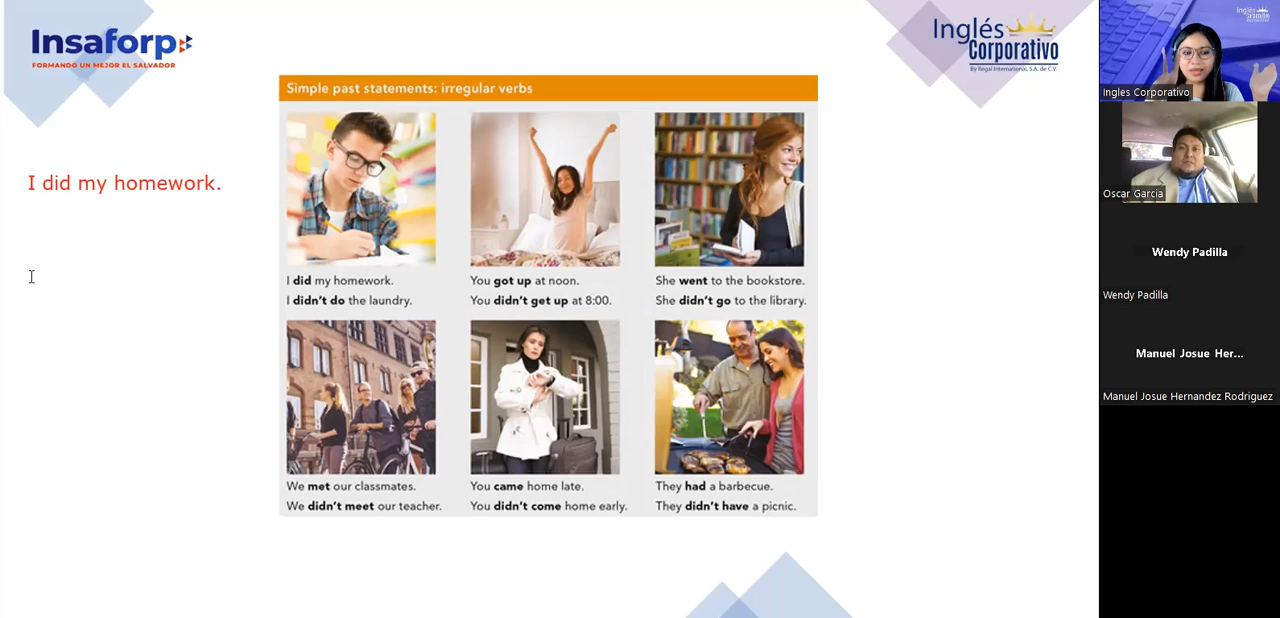 Insaforp
FORMANDO UN MEJOR EL SALVADOR
Inglés
Corporativo
By Regal International, S.A. de C.V.
Simple past statements: irregular verbs
I did my homework.
I did my homework.
I didn't do the laundry.
You got up at noon.
You didn't get up at 8:00.
She went to the bookstore.
She didn't go to the library.
We met our classmates.
We didn't meet our teacher.
You came home late.
You didn't come home early.
They had a barbecue.
They didn't have a picnic.
Ingles Corporativo
Oscar Garcia
Wendy Padilla
Wendy Padilla
Manuel Josue Her...
Manuel Josue Hernandez Rodriguez